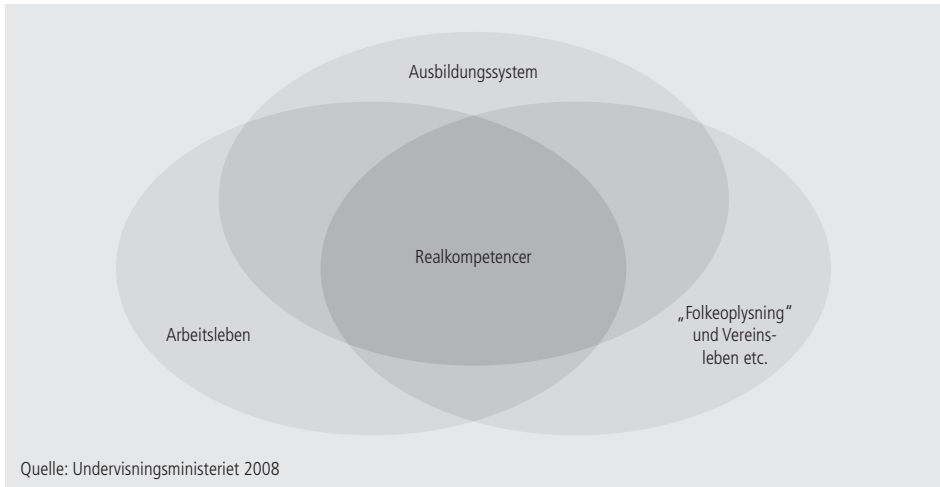 Ausbildungssystem
Realkompetencer
Arbeitsleben
„Folkeoplysning“
und Vereins-
leben etc.
Quelle: Undervisningsministeriet 2008